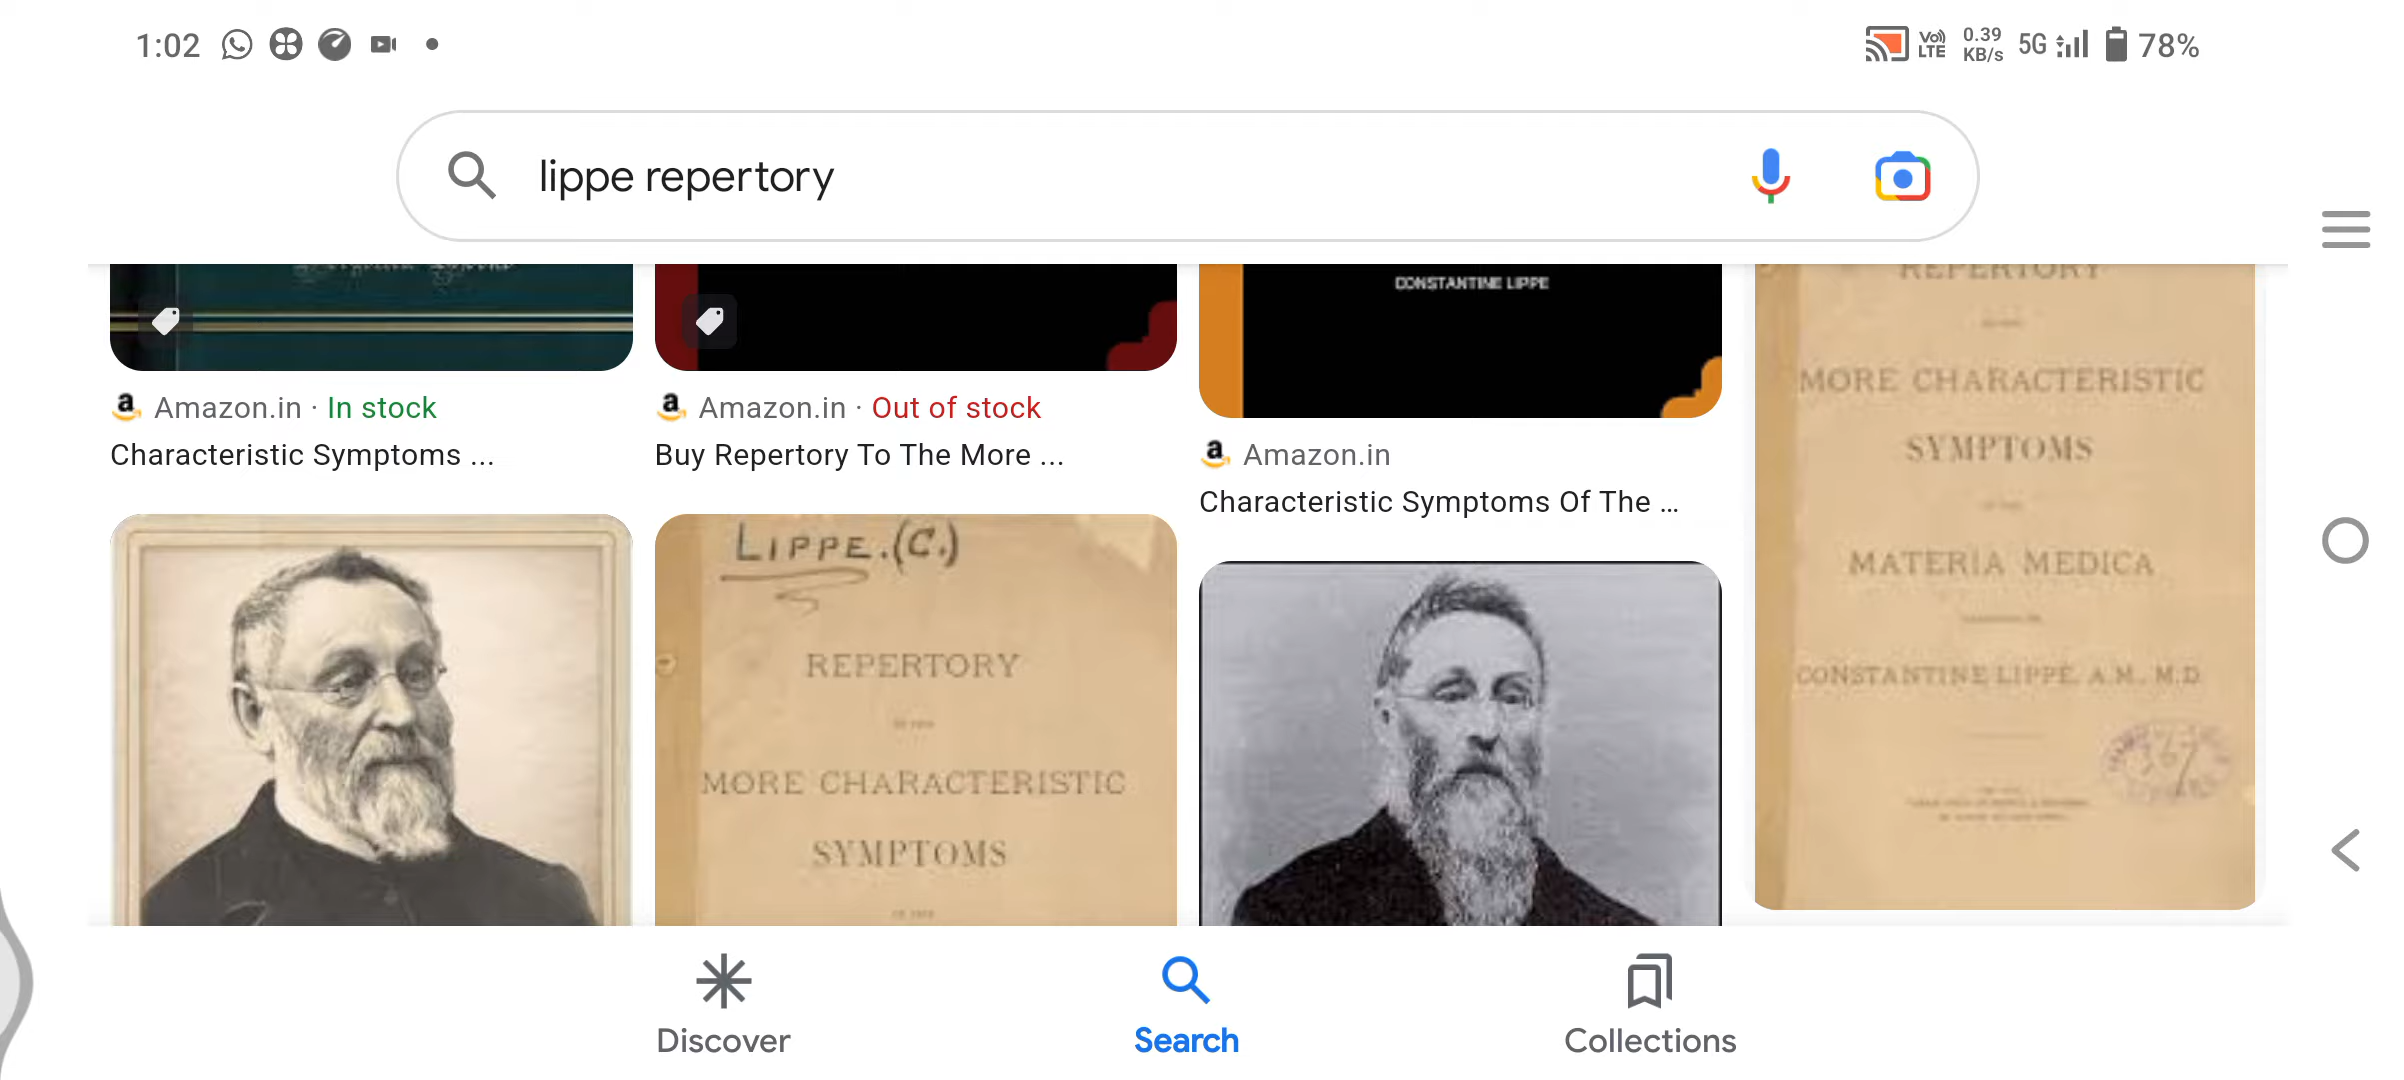 1:02
Vo)) LTE
0.39 KB/s
5G
78%
lippe repertory
CONSTANTINE LIPPE
REPERTORY
MORE CHARACTERISTIC
SYMPTOMS
MATERIA MEDICA
CONSTANTINE LIPPE, A.M., M.D.
Amazon.in · In stock
Characteristic Symptoms ...
Amazon.in · Out of stock
Buy Repertory To The More ...
Amazon.in
Characteristic Symptoms Of The ...
LIPPE.(C.)
REPERTORY
MORE CHARACTERISTIC
SYMPTOMS
Discover
Search
Collections